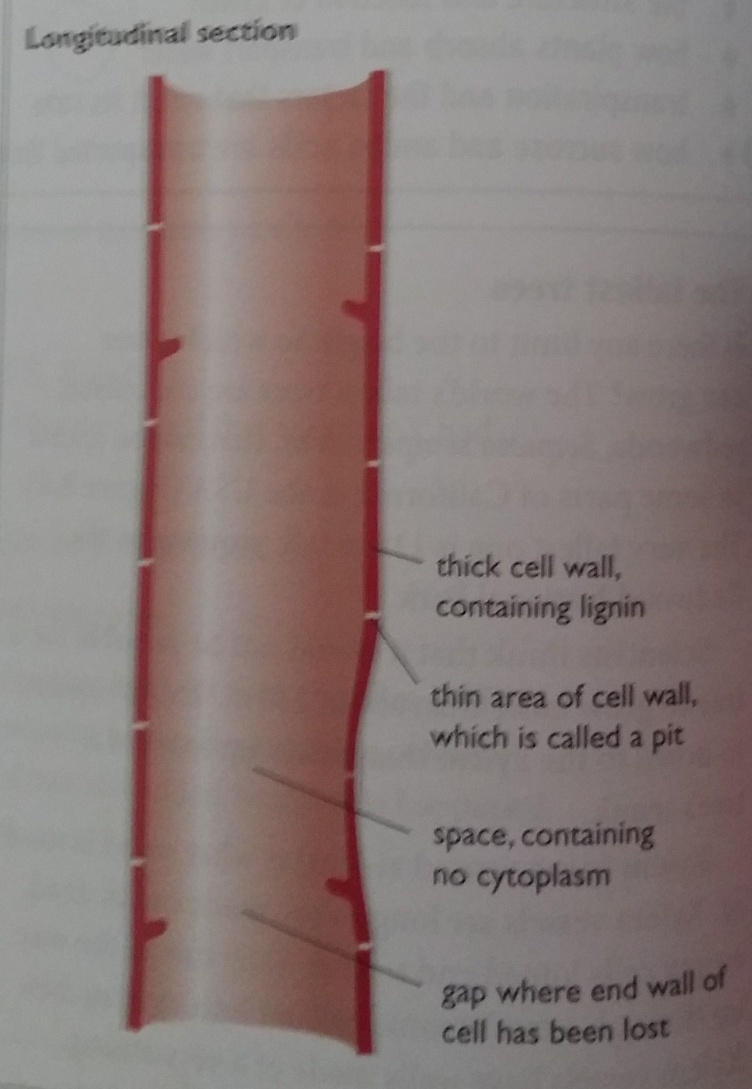 Longitudinal section
thick cell wall,
containing lignin
thin area of cell wall,
which is called a pit
space, containing
no cytoplasm
gap where end wall of
cell has been lost